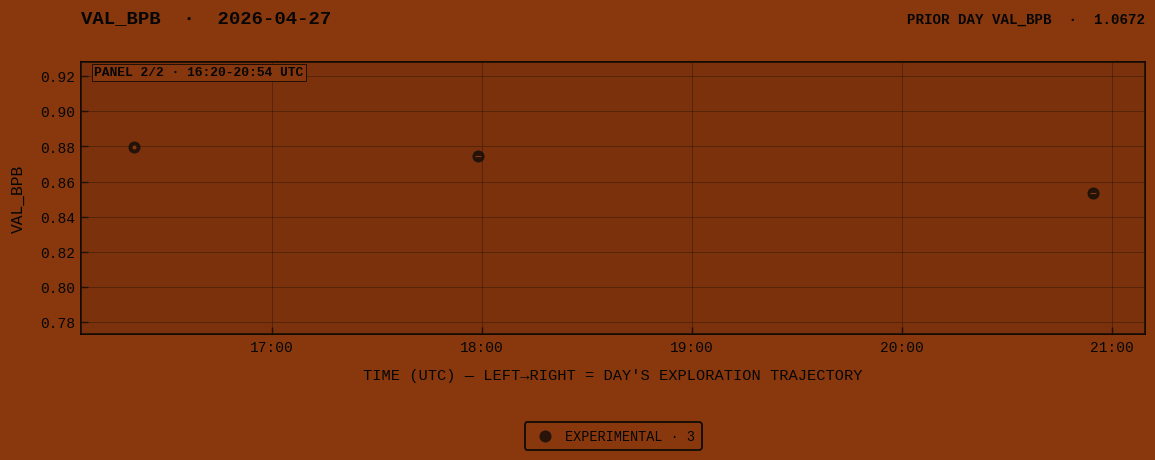 VAL_BPB · 2026-04-27
PRIOR DAY VAL_BPB · 1.0672
PANEL 2/2 · 16:20-20:54 UTC
0.92
0.90
0.88
0.86
0.84
0.82
0.80
0.78
VAL_BPB
17:00 18:00 19:00 20:00 21:00
TIME (UTC) — LEFT→RIGHT = DAY'S EXPLORATION TRAJECTORY
EXPERIMENTAL · 3